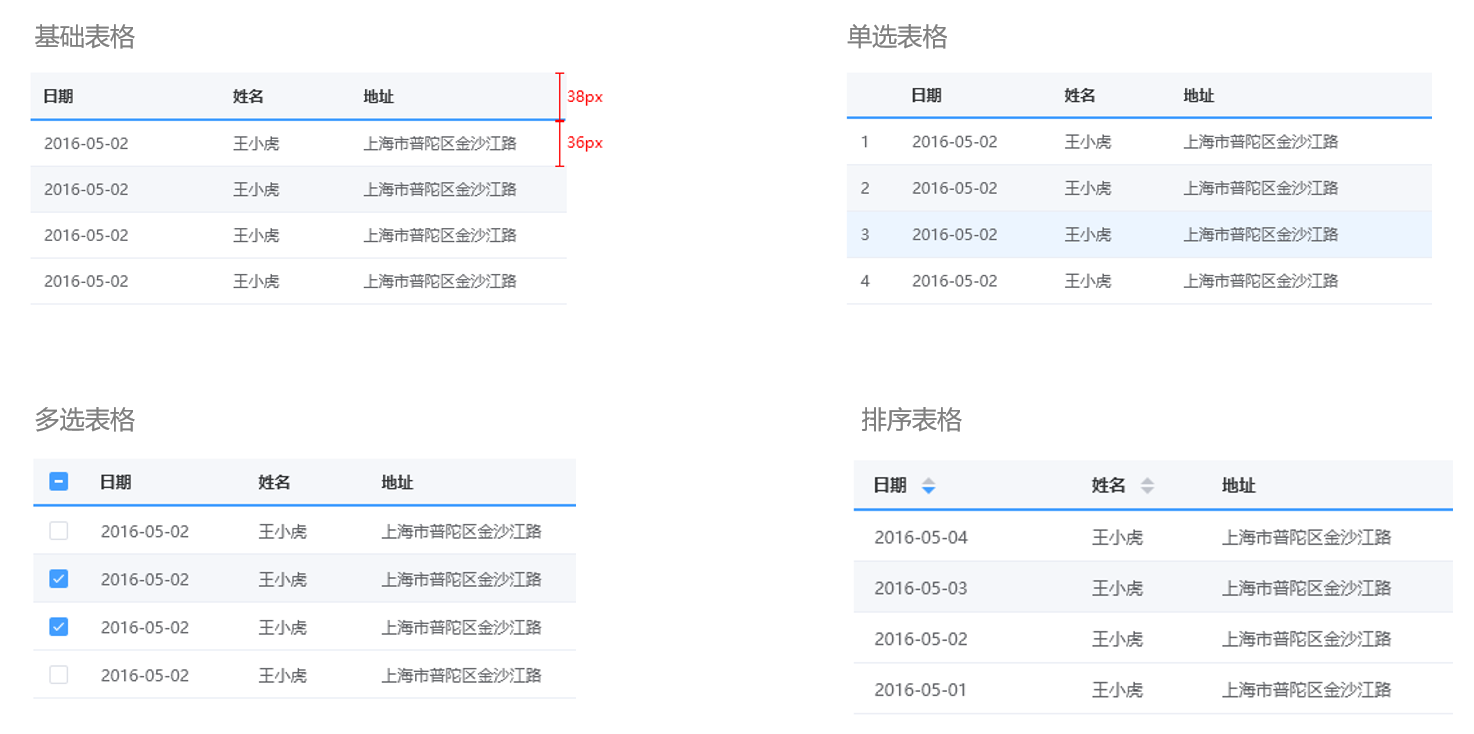 基础表格
日期 姓名 地址 38px
2016-05-02 王小虎 上海市普陀区金沙江路 36px
2016-05-02 王小虎 上海市普陀区金沙江路
2016-05-02 王小虎 上海市普陀区金沙江路
2016-05-02 王小虎 上海市普陀区金沙江路
单选表格
日期 姓名 地址
1 2016-05-02 王小虎 上海市普陀区金沙江路
2 2016-05-02 王小虎 上海市普陀区金沙江路
3 2016-05-02 王小虎 上海市普陀区金沙江路
4 2016-05-02 王小虎 上海市普陀区金沙江路
多选表格
日期 姓名 地址
2016-05-02 王小虎 上海市普陀区金沙江路
2016-05-02 王小虎 上海市普陀区金沙江路
2016-05-02 王小虎 上海市普陀区金沙江路
2016-05-02 王小虎 上海市普陀区金沙江路
排序表格
日期 姓名 地址
2016-05-04 王小虎 上海市普陀区金沙江路
2016-05-03 王小虎 上海市普陀区金沙江路
2016-05-02 王小虎 上海市普陀区金沙江路
2016-05-01 王小虎 上海市普陀区金沙江路